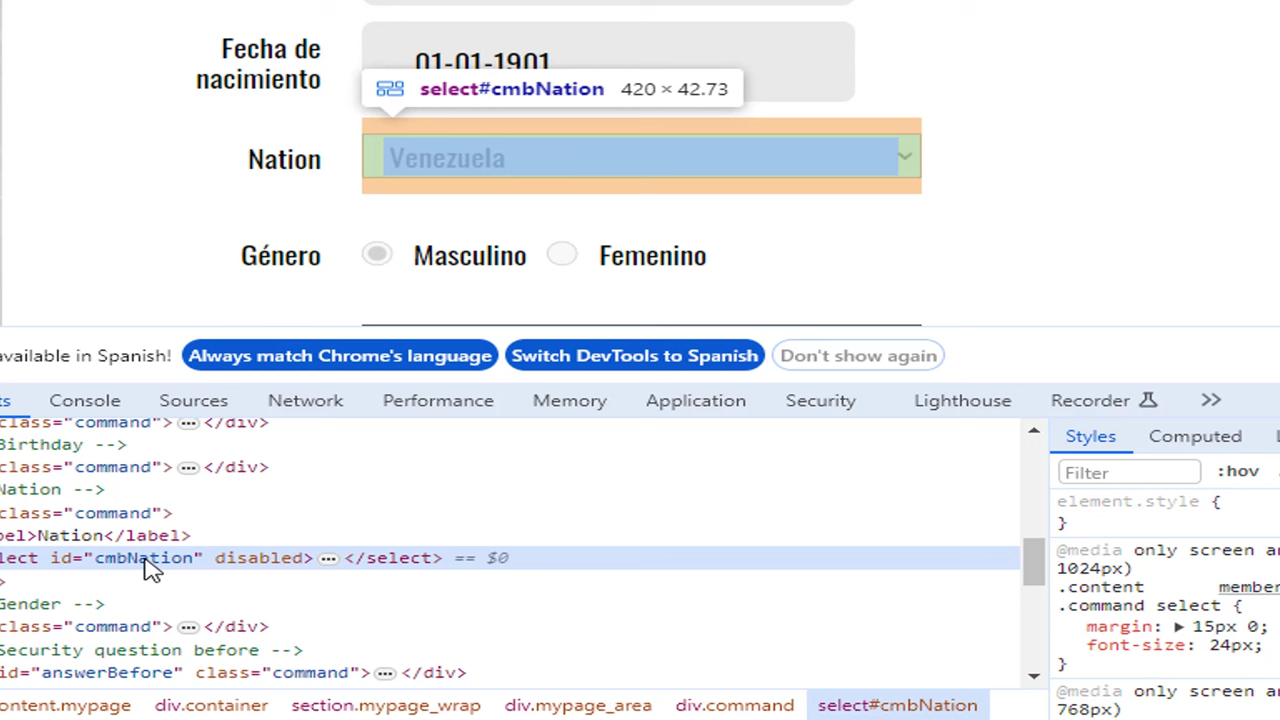 Fecha de
nacimiento
01-01-1901
select#cmbNation 420 × 42.73
Nation
Venezuela
Género
Masculino
Femenino
available in Spanish!
Always match Chrome's language
Switch DevTools to Spanish
Don't show again
ts Console Sources Network Performance Memory Application Security Lighthouse Recorder >>
class="command"> ⋯ </div>
Birthday -->
class="command"> ⋯ </div>
Nation -->
class="command">
bel>Nation</label>
lect id="cmbNation" disabled> ⋯ </select> == $0
>
Gender -->
class="command"> ⋯ </div>
Security question before -->
id="answerBefore" class="command"> ⋯ </div>
ontent.mypage div.container section.mypage_wrap div.mypage_area div.command select#cmbNation
Styles Computed L
Filter :hov
element.style {
}
@media only screen an
1024px)
.content member
.command select {
margin: ▶ 15px 0;
font-size: 24px;
}
@media only screen an
768px)